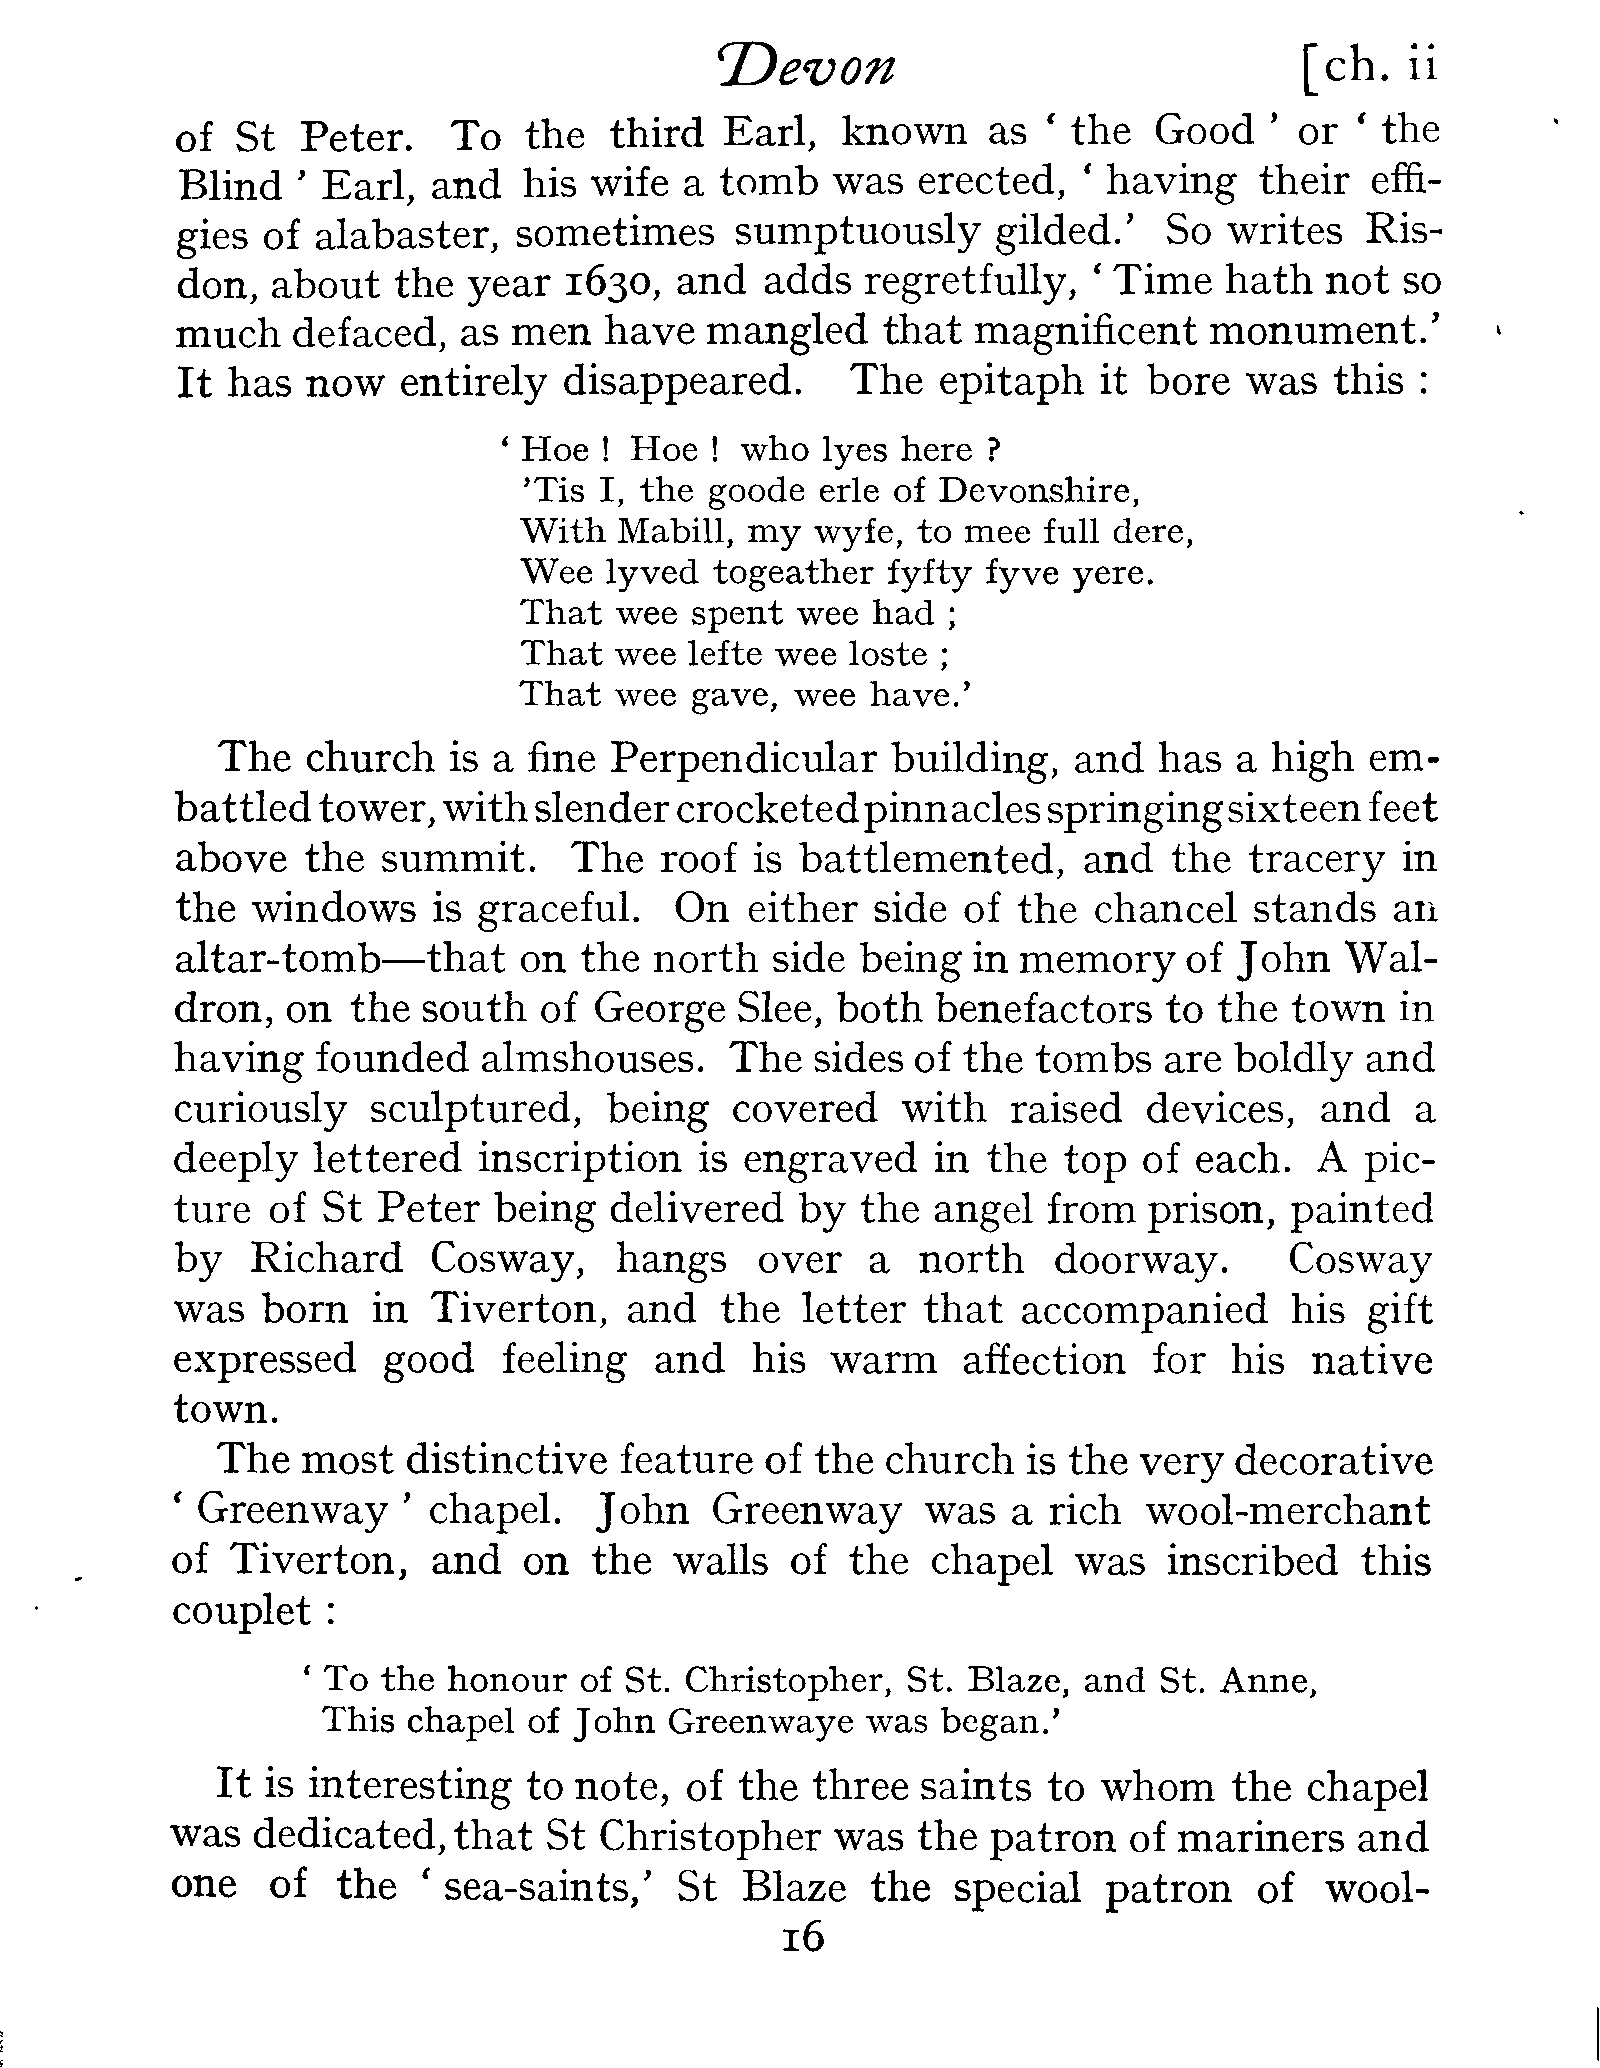 Devon [ch. ii
of St Peter. To the third Earl, known as ‘ the Good ’ or ‘ the
Blind ’ Earl, and his wife a tomb was erected, ‘ having their effi-
gies of alabaster, sometimes sumptuously gilded.’ So writes Ris-
don, about the year 1630, and adds regretfully, ‘ Time hath not so
much defaced, as men have mangled that magnificent monument.’
It has now entirely disappeared. The epitaph it bore was this :
‘ Hoe ! Hoe ! who lyes here ?
’Tis I, the goode erle of Devonshire,
With Mabill, my wyfe, to mee full dere,
Wee lyved togeather fyfty fyve yere.
That wee spent wee had ;
That wee lefte wee loste ;
That wee gave, wee have.’
The church is a fine Perpendicular building, and has a high em-
battled tower, with slender crocketed pinnacles springing sixteen feet
above the summit. The roof is battlemented, and the tracery in
the windows is graceful. On either side of the chancel stands an
altar-tomb—that on the north side being in memory of John Wal-
dron, on the south of George Slee, both benefactors to the town in
having founded almshouses. The sides of the tombs are boldly and
curiously sculptured, being covered with raised devices, and a
deeply lettered inscription is engraved in the top of each. A pic-
ture of St Peter being delivered by the angel from prison, painted
by Richard Cosway, hangs over a north doorway. Cosway
was born in Tiverton, and the letter that accompanied his gift
expressed good feeling and his warm affection for his native
town.
The most distinctive feature of the church is the very decorative
‘ Greenway ’ chapel. John Greenway was a rich wool-merchant
of Tiverton, and on the walls of the chapel was inscribed this
couplet :
‘ To the honour of St. Christopher, St. Blaze, and St. Anne,
This chapel of John Greenwaye was began.’
It is interesting to note, of the three saints to whom the chapel
was dedicated, that St Christopher was the patron of mariners and
one of the ‘ sea-saints,’ St Blaze the special patron of wool-
16